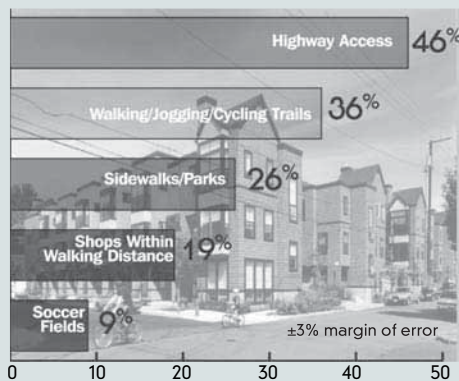 Highway Access 46%
Walking/Jogging/Cycling Trails 36%
Sidewalks/Parks 26%
Shops Within
Walking Distance 19%
Soccer
Fields 9%
±3% margin of error
0 10 20 30 40 50